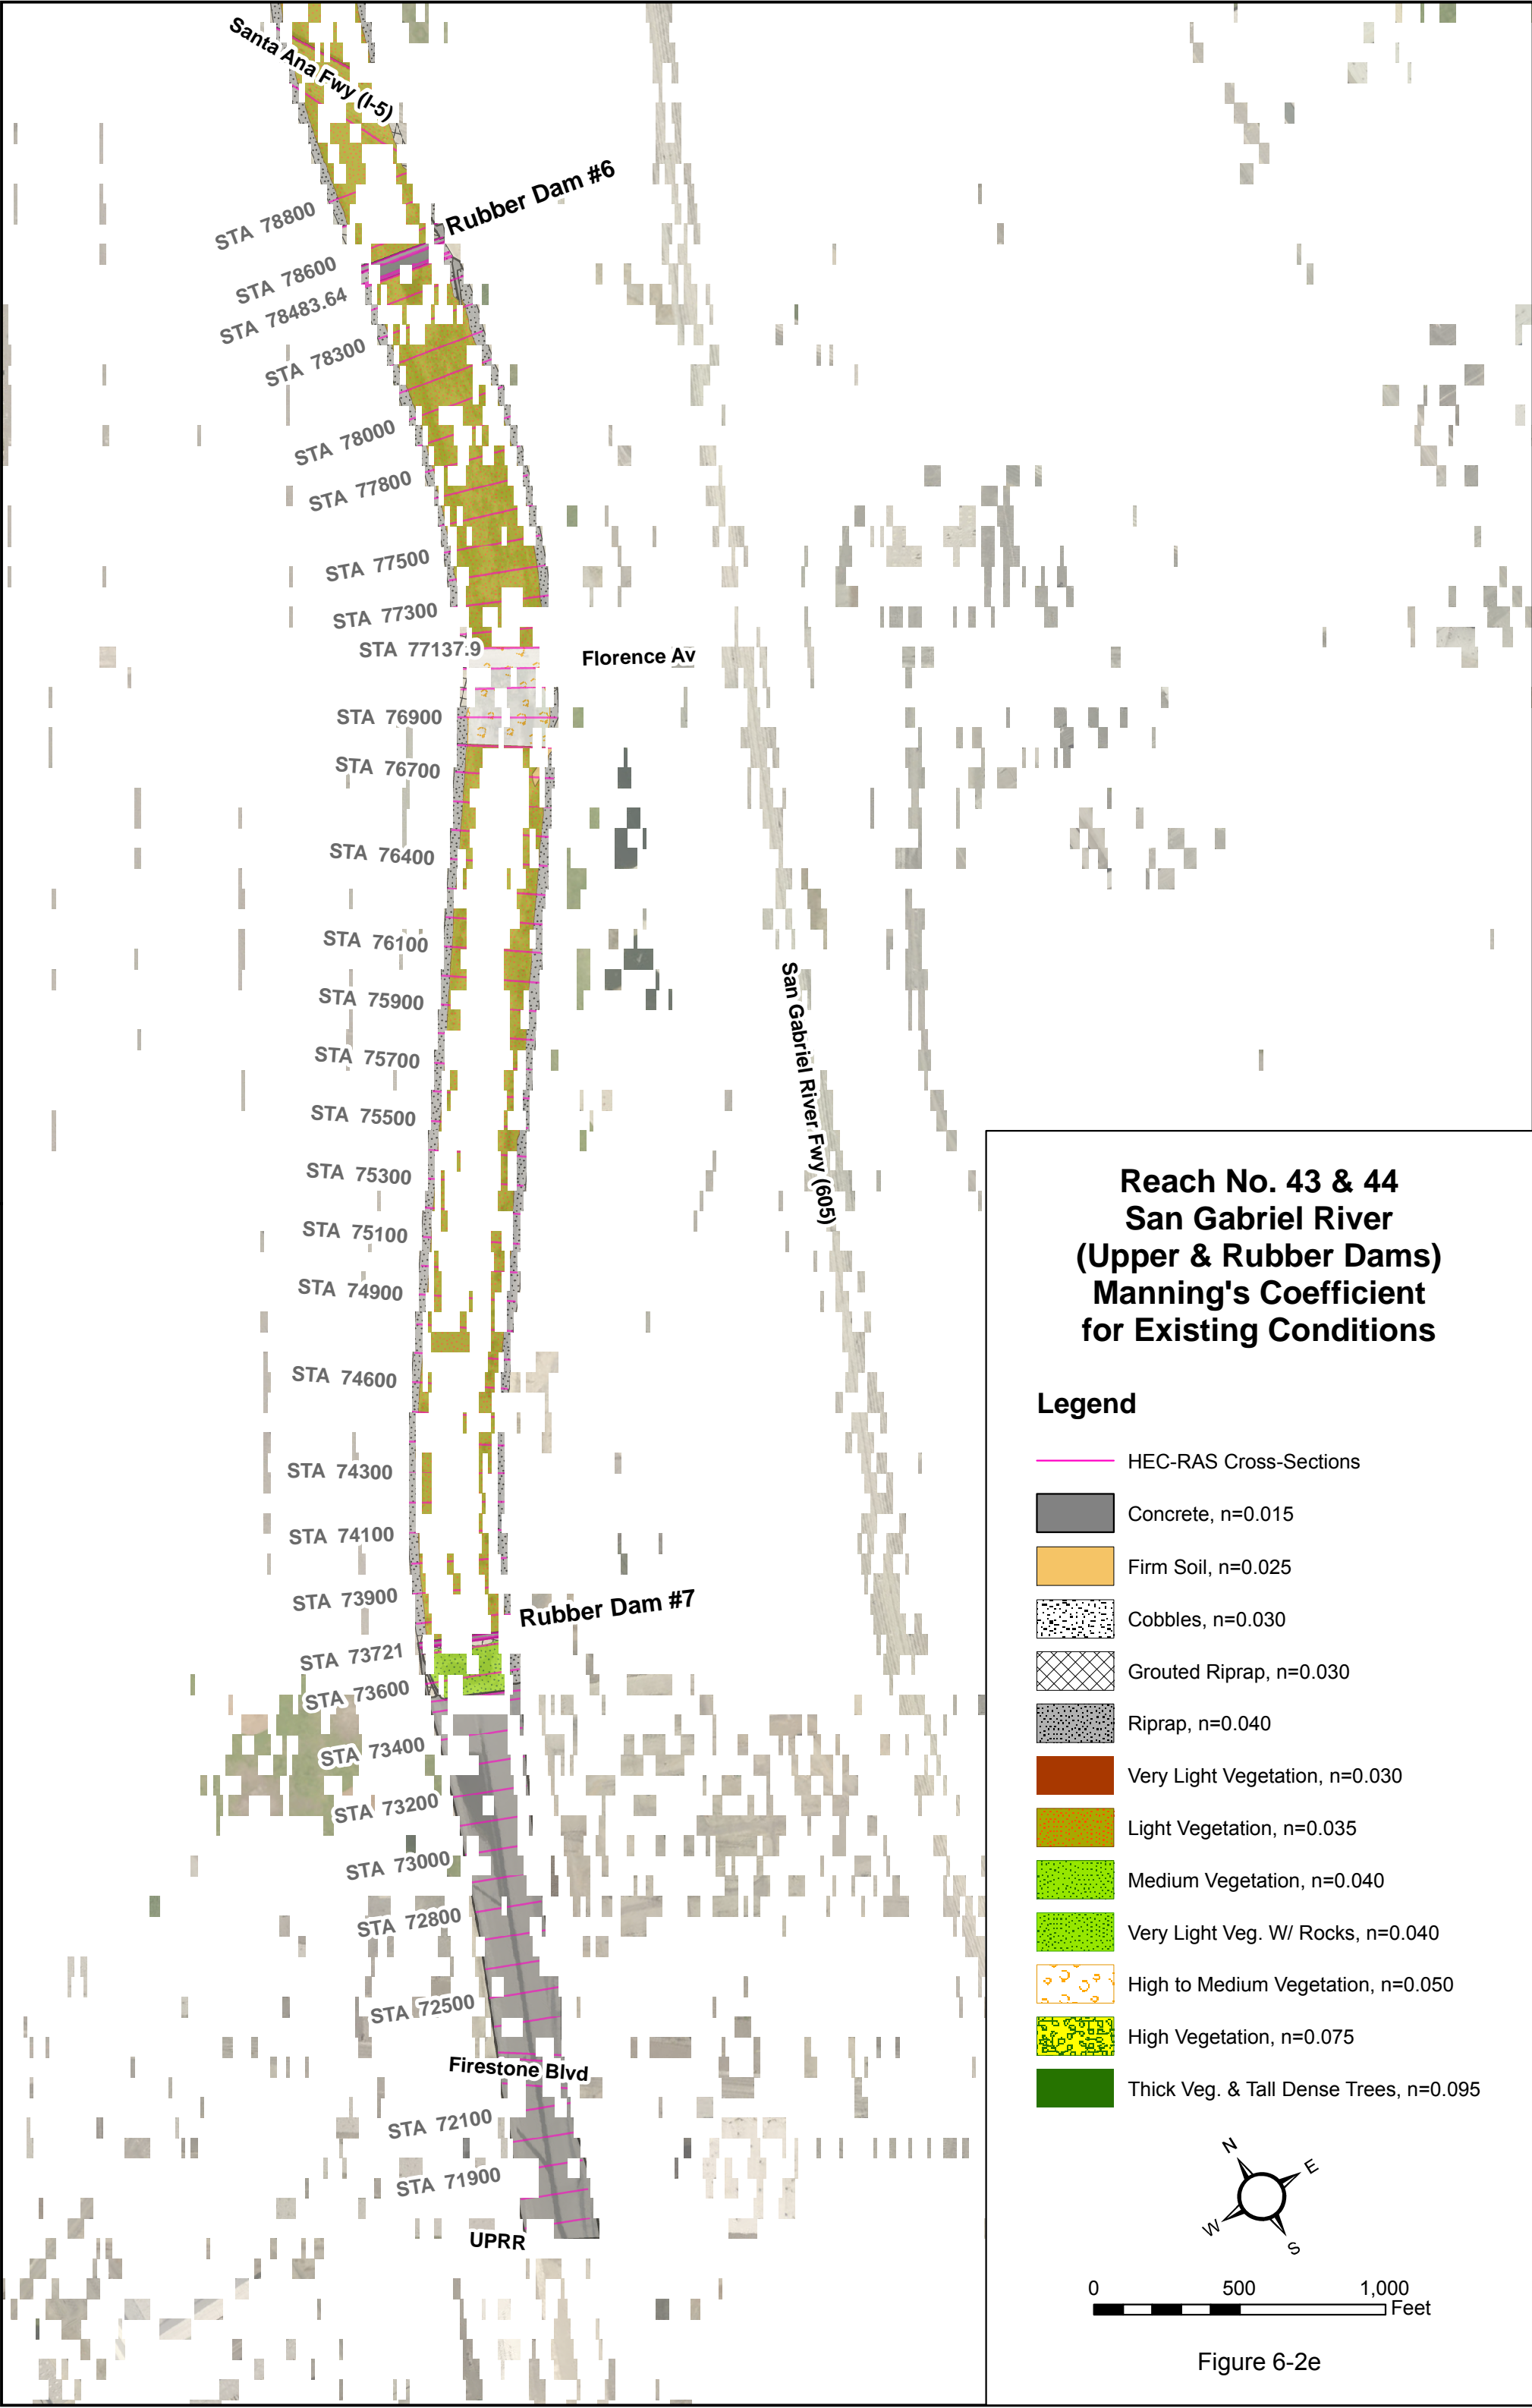 Santa Ana Fwy (I-5)
Rubber Dam #6
STA 78800
STA 78600
STA 78483.64
STA 78300
STA 78000
STA 77800
STA 77500
STA 77300
STA 77137.9
Florence Av
STA 76900
STA 76700
STA 76400
STA 76100
STA 75900
San Gabriel River Fwy (605)
STA 75700
STA 75500
STA 75300
STA 75100
STA 74900
STA 74600
STA 74300
STA 74100
STA 73900
Rubber Dam #7
STA 73721
STA 73600
STA 73400
STA 73200
STA 73000
STA 72800
STA 72500
Firestone Blvd
STA 72100
STA 71900
UPRR
Reach No. 43 & 44
San Gabriel River
(Upper & Rubber Dams)
Manning's Coefficient
for Existing Conditions
Legend
HEC-RAS Cross-Sections
Concrete, n=0.015
Firm Soil, n=0.025
Cobbles, n=0.030
Grouted Riprap, n=0.030
Riprap, n=0.040
Very Light Vegetation, n=0.030
Light Vegetation, n=0.035
Medium Vegetation, n=0.040
Very Light Veg. W/ Rocks, n=0.040
High to Medium Vegetation, n=0.050
High Vegetation, n=0.075
Thick Veg. & Tall Dense Trees, n=0.095
N
E
W
S
0 500 1,000
Feet
Figure 6-2e